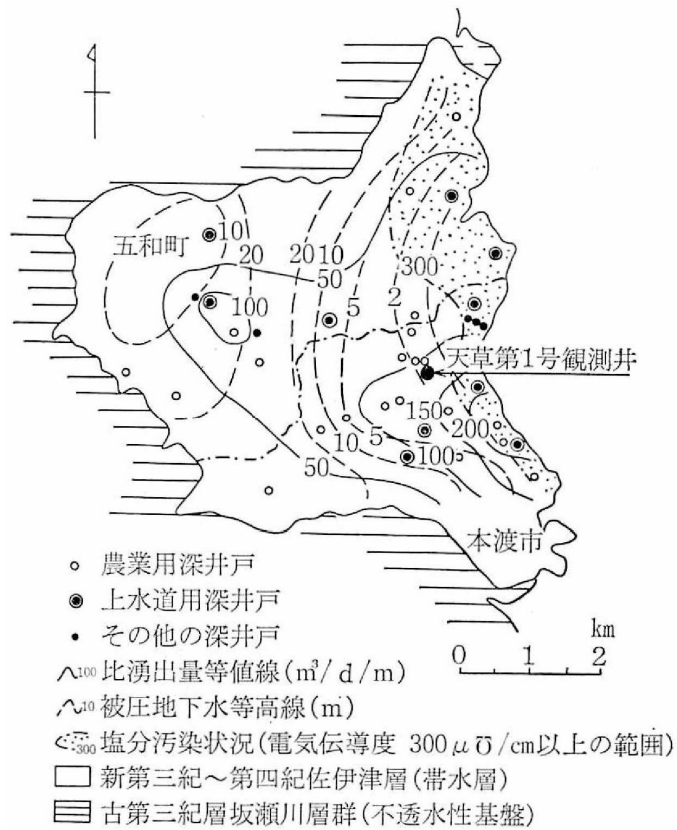 五和町
10
20
20
10
50
300
100
5
2
天草第1号観測井
150
200
5
10
100
50
本渡市
農業用深井戸
上水道用深井戸
その他の深井戸
km
0 1 2
100 比湧出量等値線(m³/d/m)
10 被圧地下水等高線(m)
300 塩分汚染状況(電気伝導度 300μ℧/cm以上の範囲)
新第三紀~第四紀佐伊津層(帯水層)
古第三紀層坂瀬川層群(不透水性基盤)